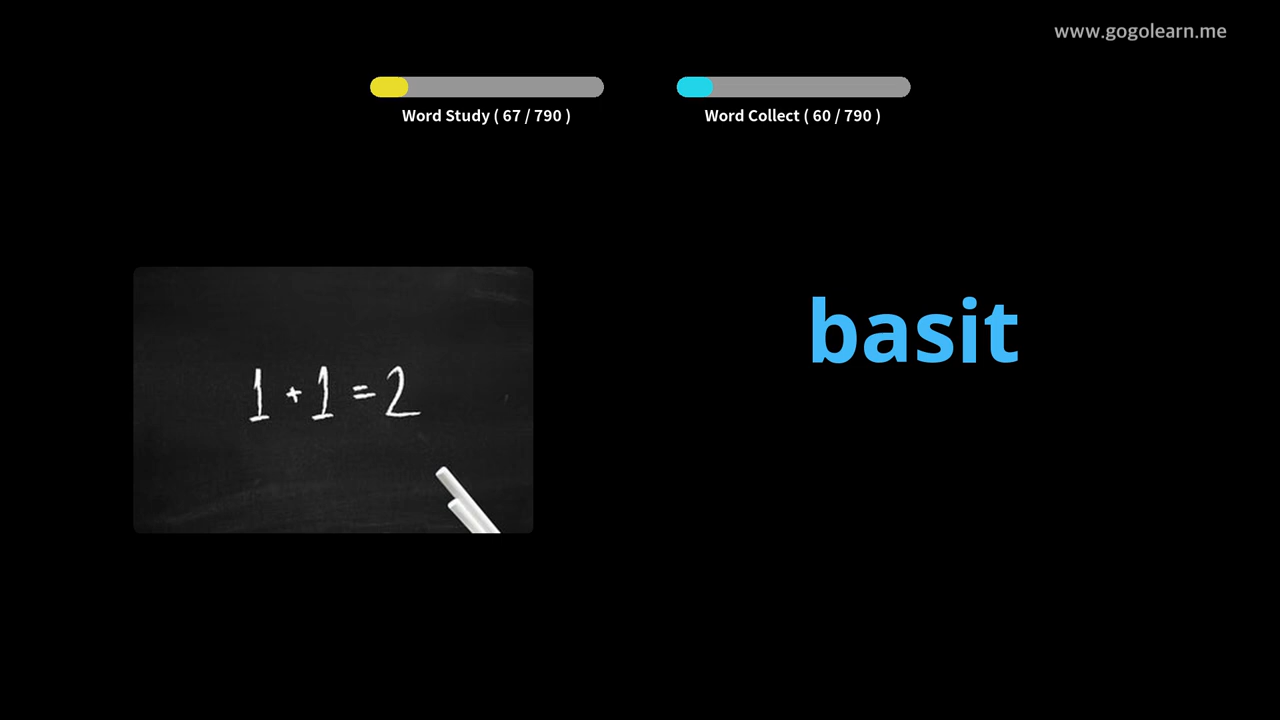 www.gogolearn.me
Word Study ( 67 / 790 )
Word Collect ( 60 / 790 )
basit
1 + 1 = 2